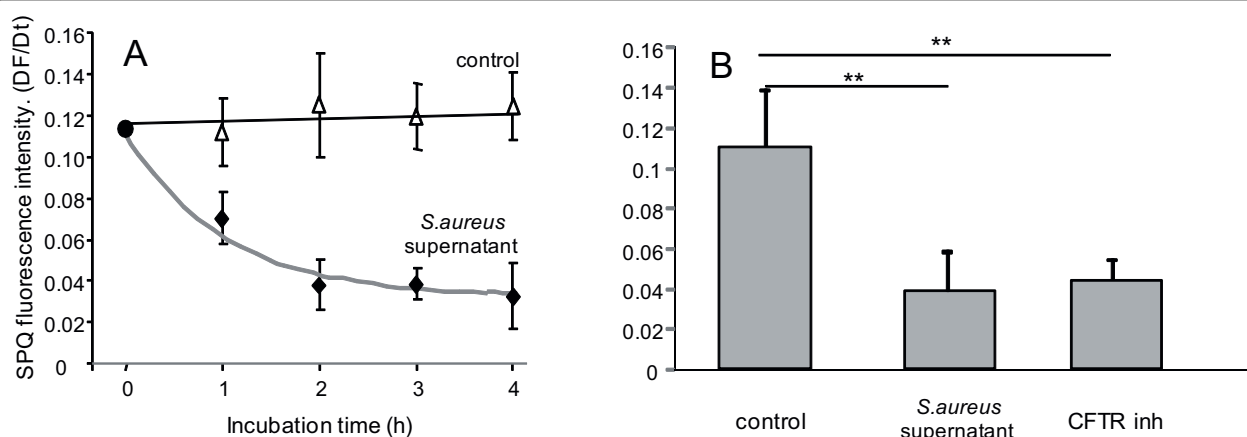 SPQ fluorescence intensity. (DF/Dt)
0.16
0.14
0.12
0.10
0.08
0.06
0.04
0.02
0
A
control
S.aureus
supernatant
0 1 2 3 4
Incubation time (h)
0.16
0.14
0.12
0.1
0.08
0.06
0.04
0.02
0
B
**
**
control
S.aureus
supernatant
CFTR inh